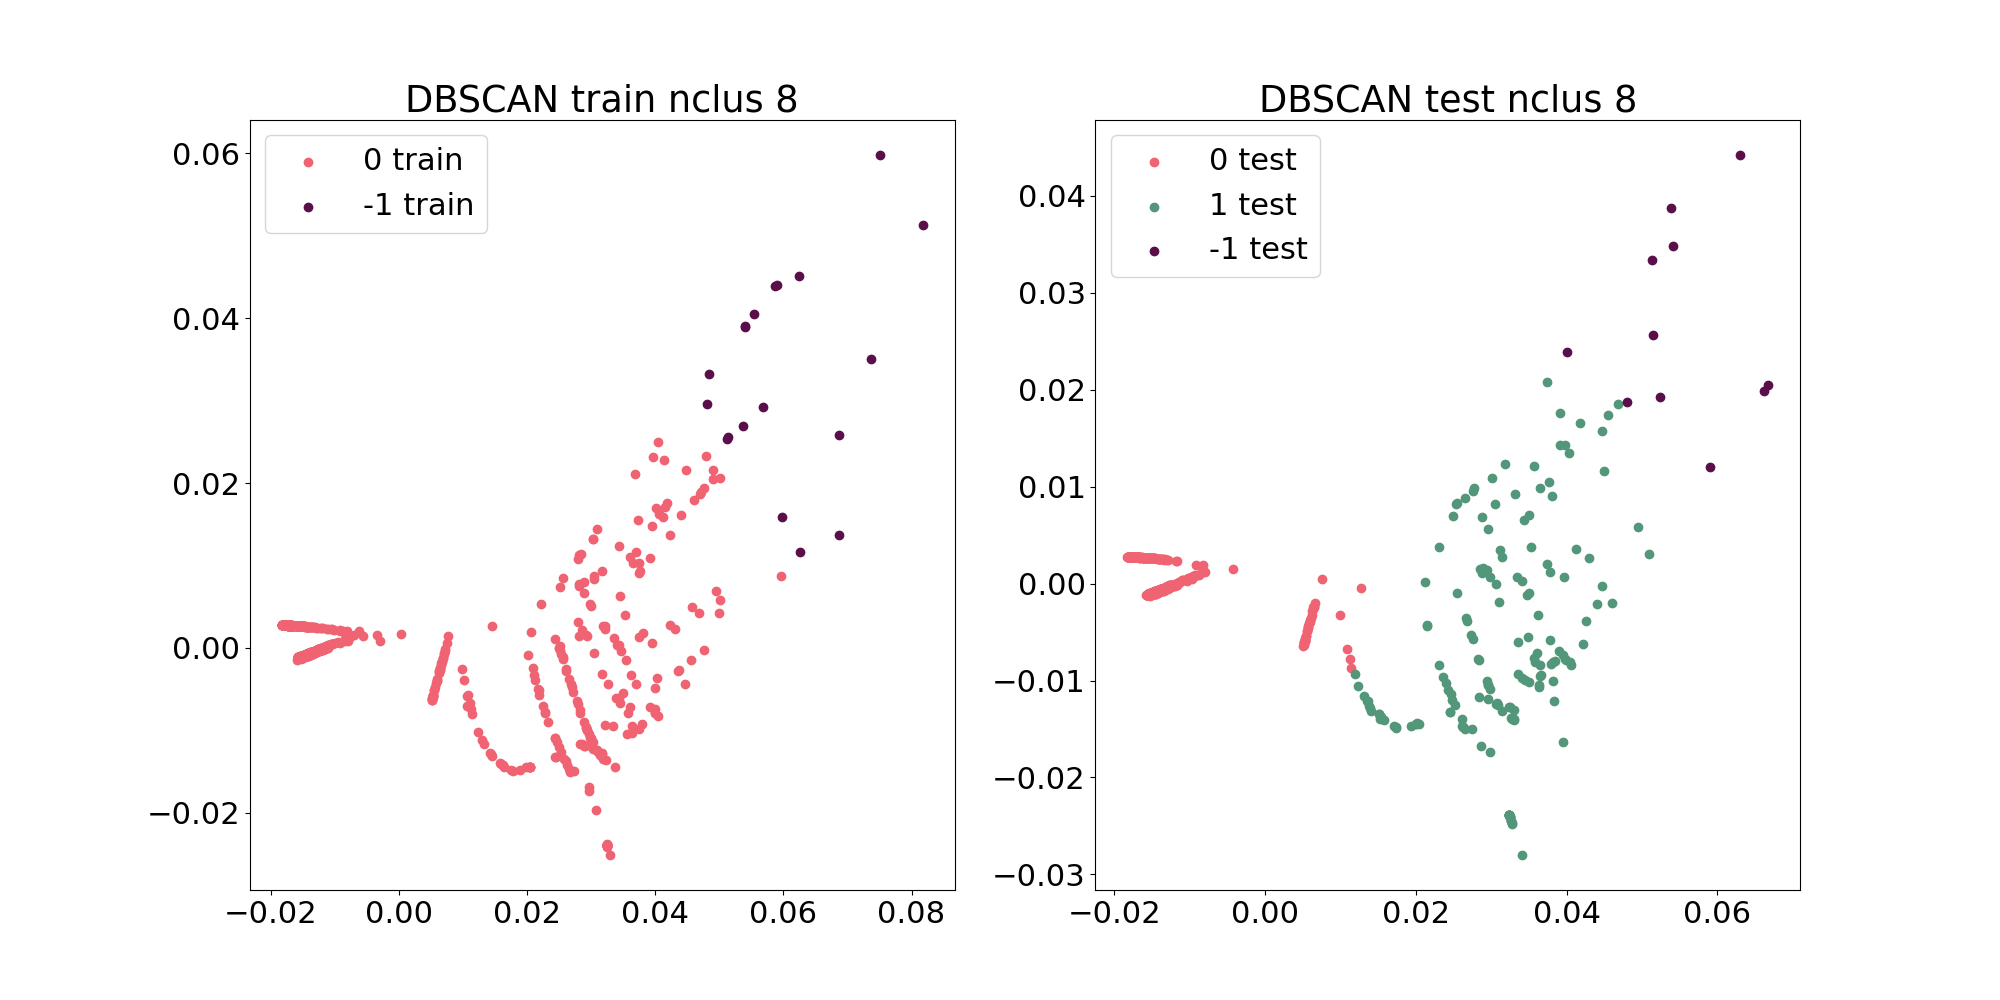 DBSCAN train nclus 8
0 train
-1 train
0.06
0.04
0.02
0.00
−0.02
−0.02 0.00 0.02 0.04 0.06 0.08
DBSCAN test nclus 8
0 test
1 test
-1 test
0.04
0.03
0.02
0.01
0.00
−0.01
−0.02
−0.03
−0.02 0.00 0.02 0.04 0.06